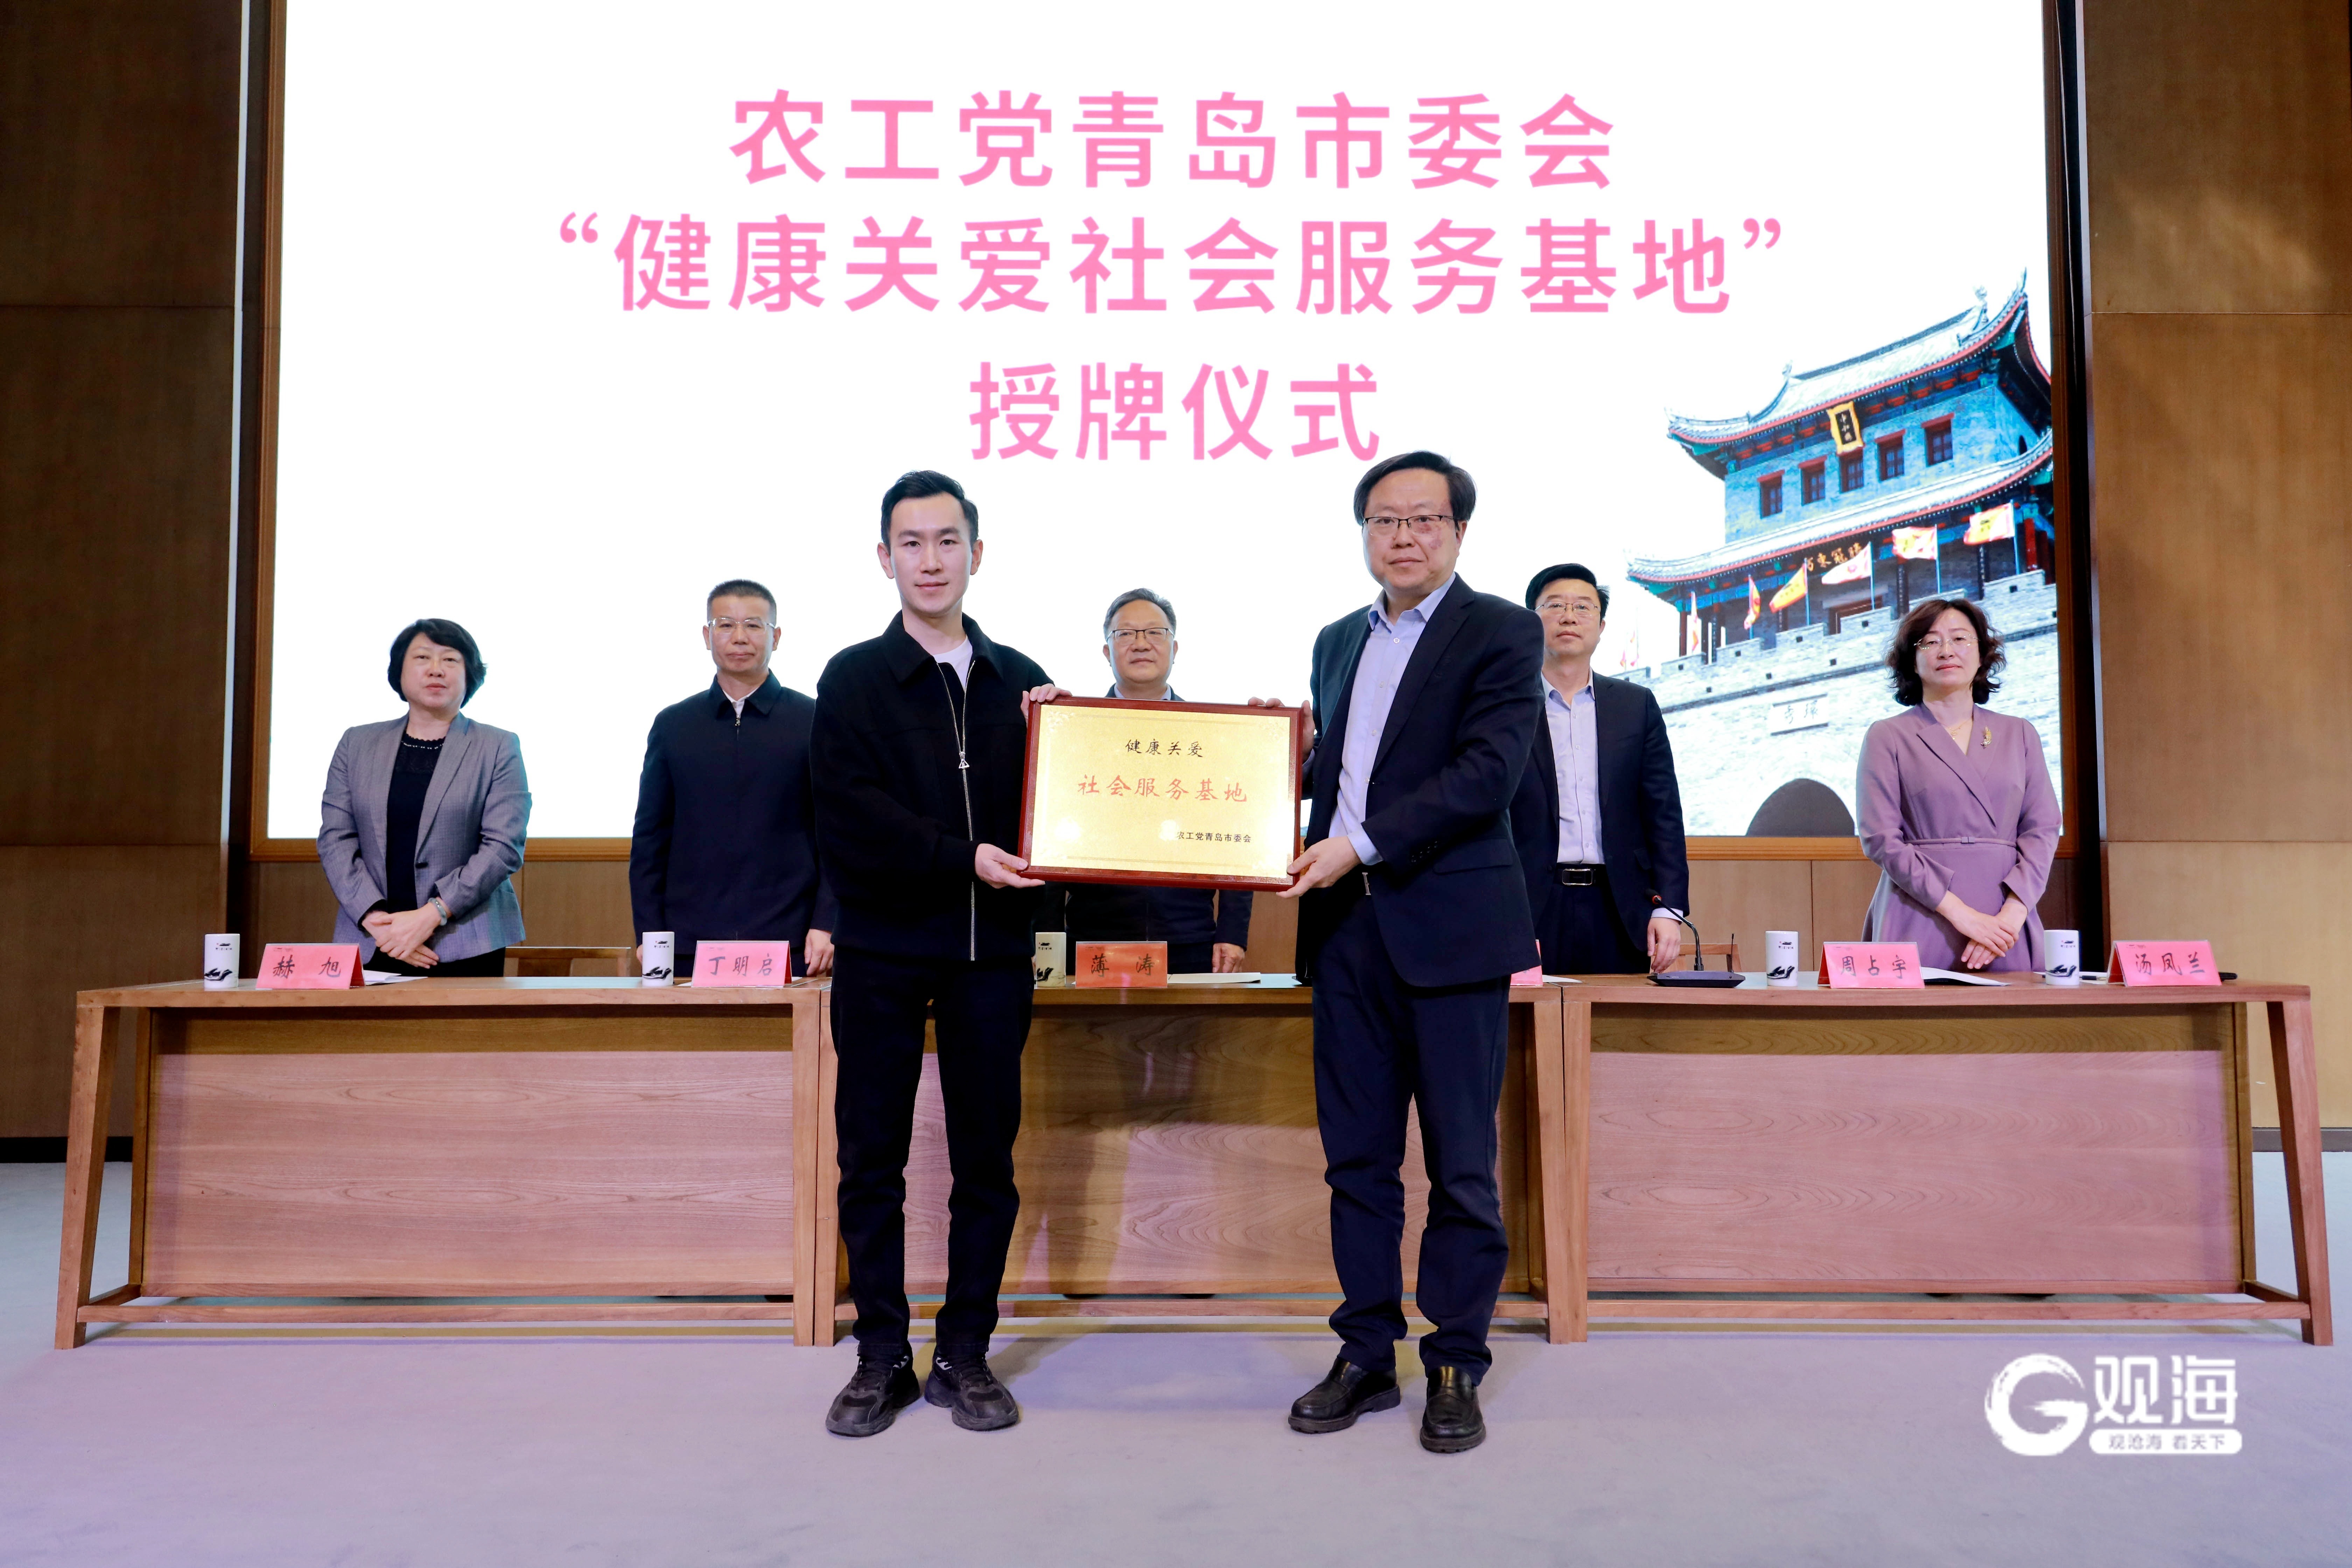 农工党青岛市委会
“健康关爱社会服务基地”
授牌仪式
健康关爱
社会服务基地
农工党青岛市委会
赫 旭
丁明启
薄 涛
周占宇
汤凤兰
观海
观沧海 看天下